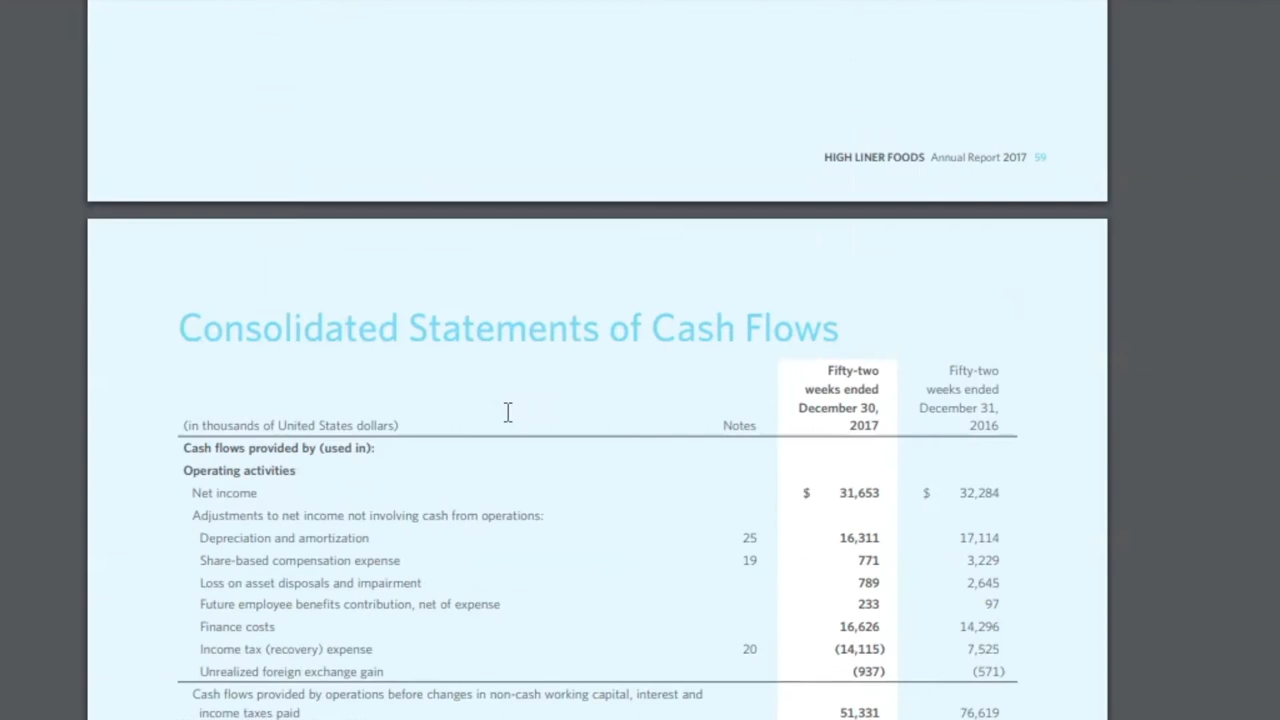 HIGH LINER FOODS Annual Report 2017 59
Consolidated Statements of Cash Flows
Fifty-two Fifty-two
weeks ended weeks ended
December 30, December 31,
(in thousands of United States dollars) Notes 2017 2016
Cash flows provided by (used in):
Operating activities
Net income $ 31,653 $ 32,284
Adjustments to net income not involving cash from operations:
Depreciation and amortization 25 16,311 17,114
Share-based compensation expense 19 771 3,229
Loss on asset disposals and impairment 789 2,645
Future employee benefits contribution, net of expense 233 97
Finance costs 16,626 14,296
Income tax (recovery) expense 20 (14,115) 7,525
Unrealized foreign exchange gain (937) (571)
Cash flows provided by operations before changes in non-cash working capital, interest and
income taxes paid 51,331 76,619